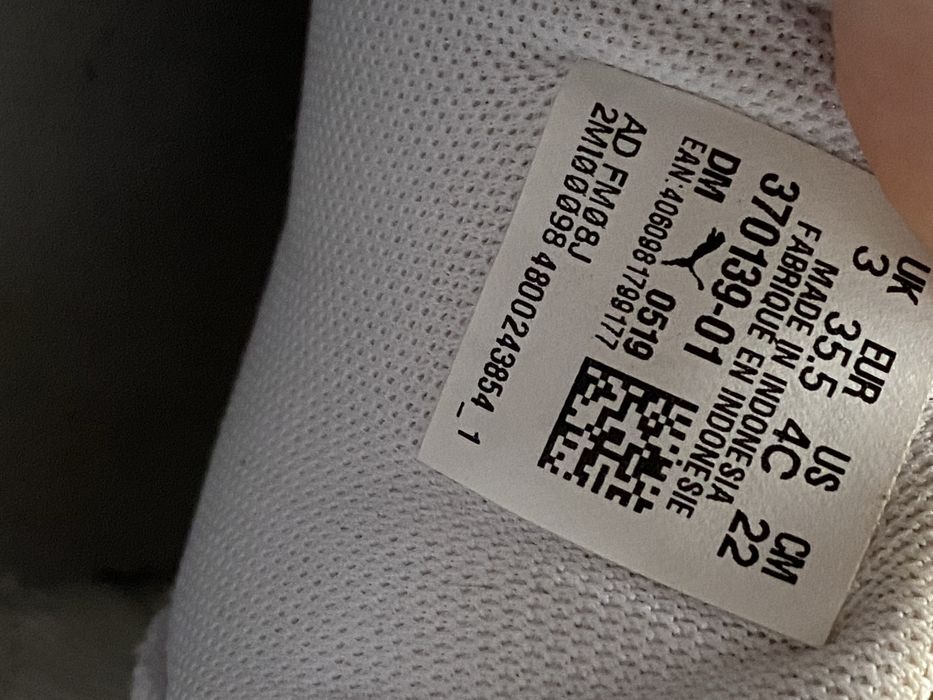 UK EUR US CM
3 35.5 4C 22
MADE IN INDONESIA
FABRIQUE EN INDONESIE
370139-01
DM 0519
EAN:4060981799177
AD FM08J
2M100098 4800243854_1